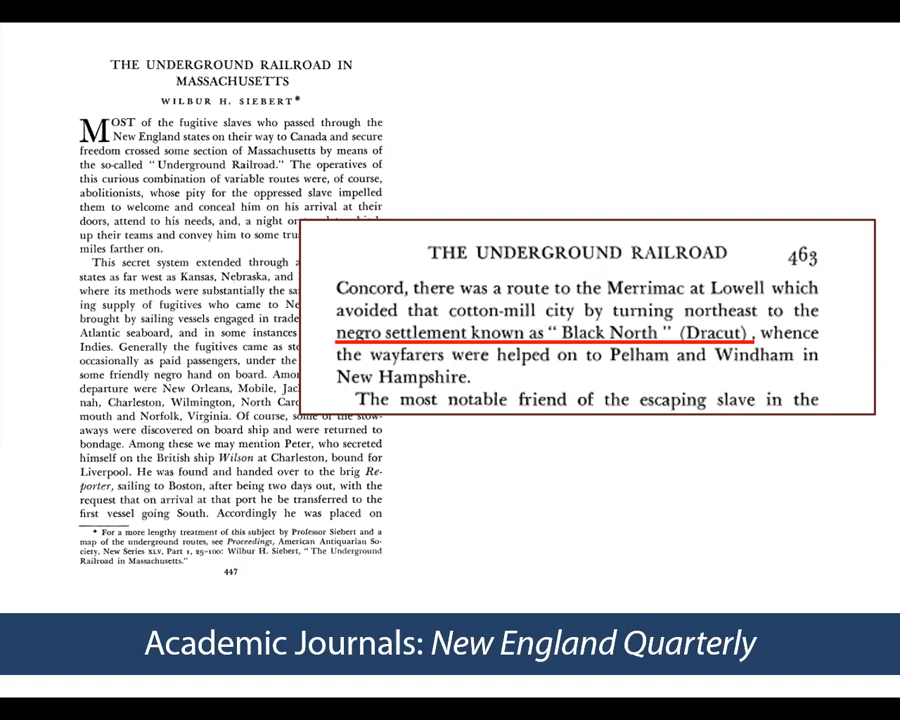 THE UNDERGROUND RAILROAD IN
MASSACHUSETTS
WILBUR H. SIEBERT*
MOST of the fugitive slaves who passed through the
New England states on their way to Canada and secure
freedom crossed some section of Massachusetts by means of
the so-called "Underground Railroad." The operatives of
this curious combination of variable routes were, of course,
abolitionists, whose pity for the oppressed slave impelled
them to welcome and conceal him on his arrival at their
doors, attend to his needs, and, a night or
up their teams and convey him to some
miles farther on.
This secret system extended through
states as far west as Kansas, Nebraska, and
where its methods were substantially the
ing supply of fugitives who came to
brought by sailing vessels engaged in trade
Atlantic seaboard, and in some instances
Indies. Generally the fugitives came as
occasionally as paid passengers, under the
some friendly negro hand on board.
departure were New Orleans, Mobile,
nah, Charleston, Wilmington, North
mouth and Norfolk, Virginia. Of course, some of the stow-
aways were discovered on board ship and were returned to
bondage. Among these we may mention Peter, who secreted
himself on the British ship Wilson at Charleston, bound for
Liverpool. He was found and handed over to the brig Re-
porter, sailing to Boston, after being two days out, with the
request that on arrival at that port he be transferred to the
first vessel going South. Accordingly he was placed on
* For a more lengthy treatment of this subject by Professor Siebert and a
map of the underground routes, see Proceedings, American Antiquarian So-
ciety, New Series XLV, Part 1, 25-100: Wilbur H. Siebert, "The Underground
Railroad in Massachusetts."
447
THE UNDERGROUND RAILROAD 463
Concord, there was a route to the Merrimac at Lowell which
avoided that cotton-mill city by turning northeast to the
negro settlement known as "Black North" (Dracut), whence
the wayfarers were helped on to Pelham and Windham in
New Hampshire.
The most notable friend of the escaping slave in the
Academic Journals: New England Quarterly